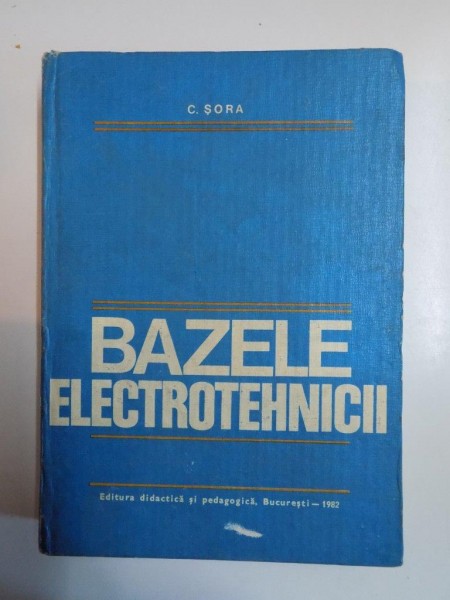 C. ŞORA
BAZELE
ELECTROTEHNICII
Editura didactică şi pedagogică, Bucureşti — 1982